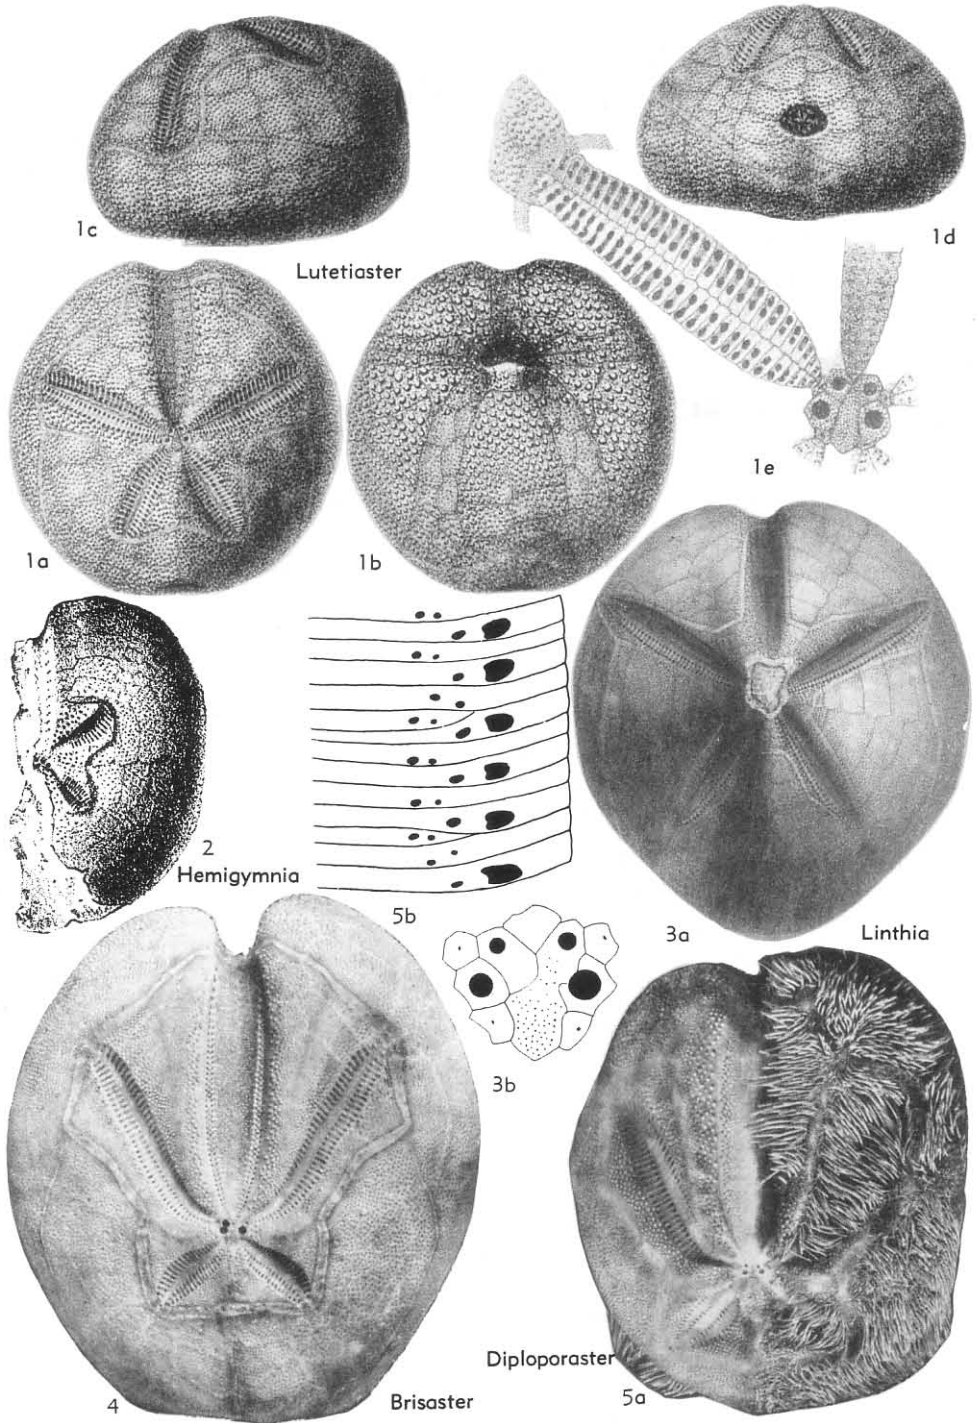 1c
1d
Lutetiaster
1e
1a
1b
2
Hemigymnia
5b
3a
Linthia
3b
Diploporaster
4
Brisaster
5a